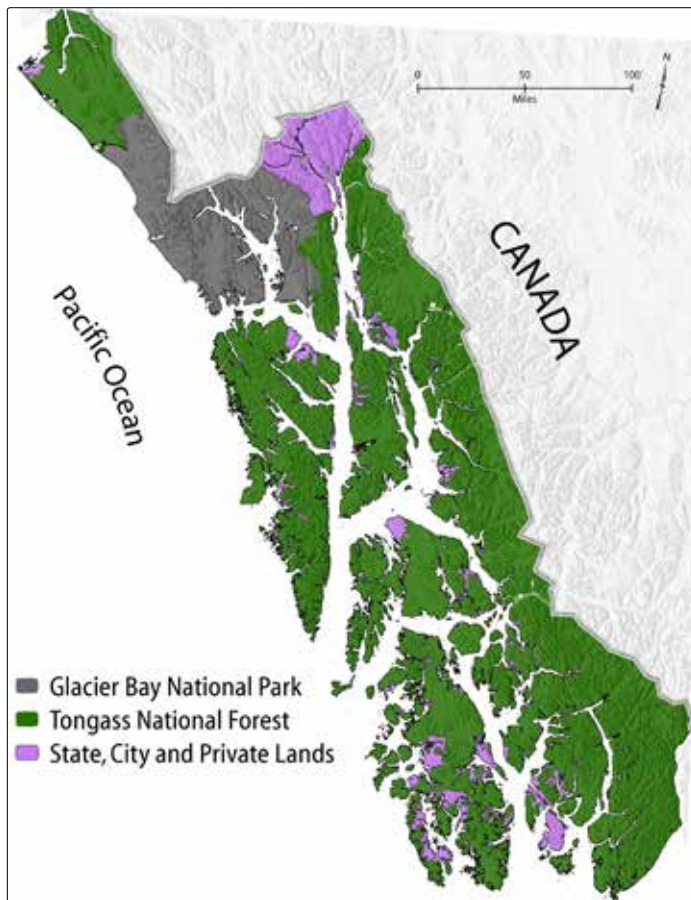 N
0 50 100
Miles
CANADA
Pacific Ocean
Glacier Bay National Park
Tongass National Forest
State, City and Private Lands